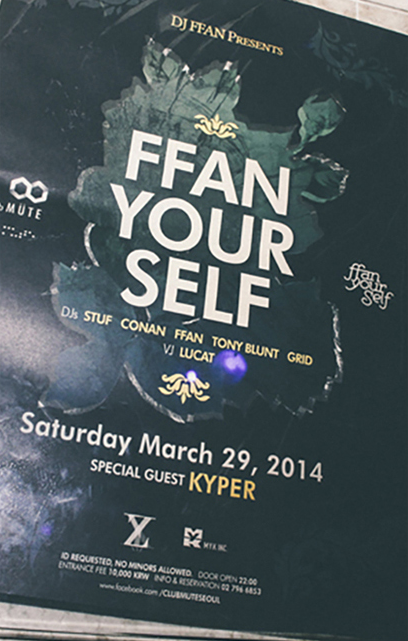 DJ FFAN PRESENTS
FFAN
YOUR
SELF
MUTE
ffan
your
self
DJs STUF CONAN FFAN TONY BLUNT GRID
VJ LUCAT
Saturday March 29, 2014
SPECIAL GUEST KYPER
MYK INC
ID REQUESTED, NO MINORS ALLOWED. DOOR OPEN 22:00
ENTRANCE FEE 10,000 KRW INFO & RESERVATION 02 796 6853
www.facebook.com/CLUBMUTESEOUL